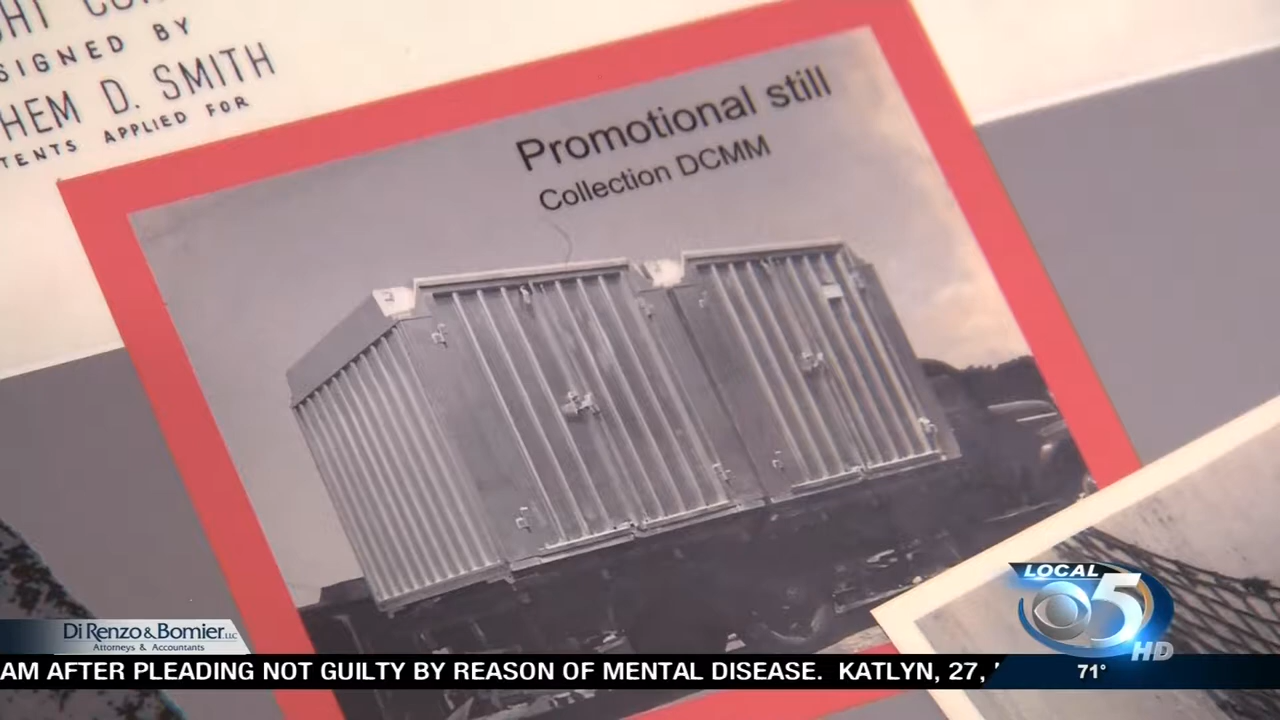 SIGNED BY
HEM D. SMITH
TENTS APPLIED FOR
Promotional still
Collection DCMM
LOCAL
5
HD
Di Renzo & Bomier, LLC
Attorneys & Accountants
AM AFTER PLEADING NOT GUILTY BY REASON OF MENTAL DISEASE. KATLYN, 27,
71°